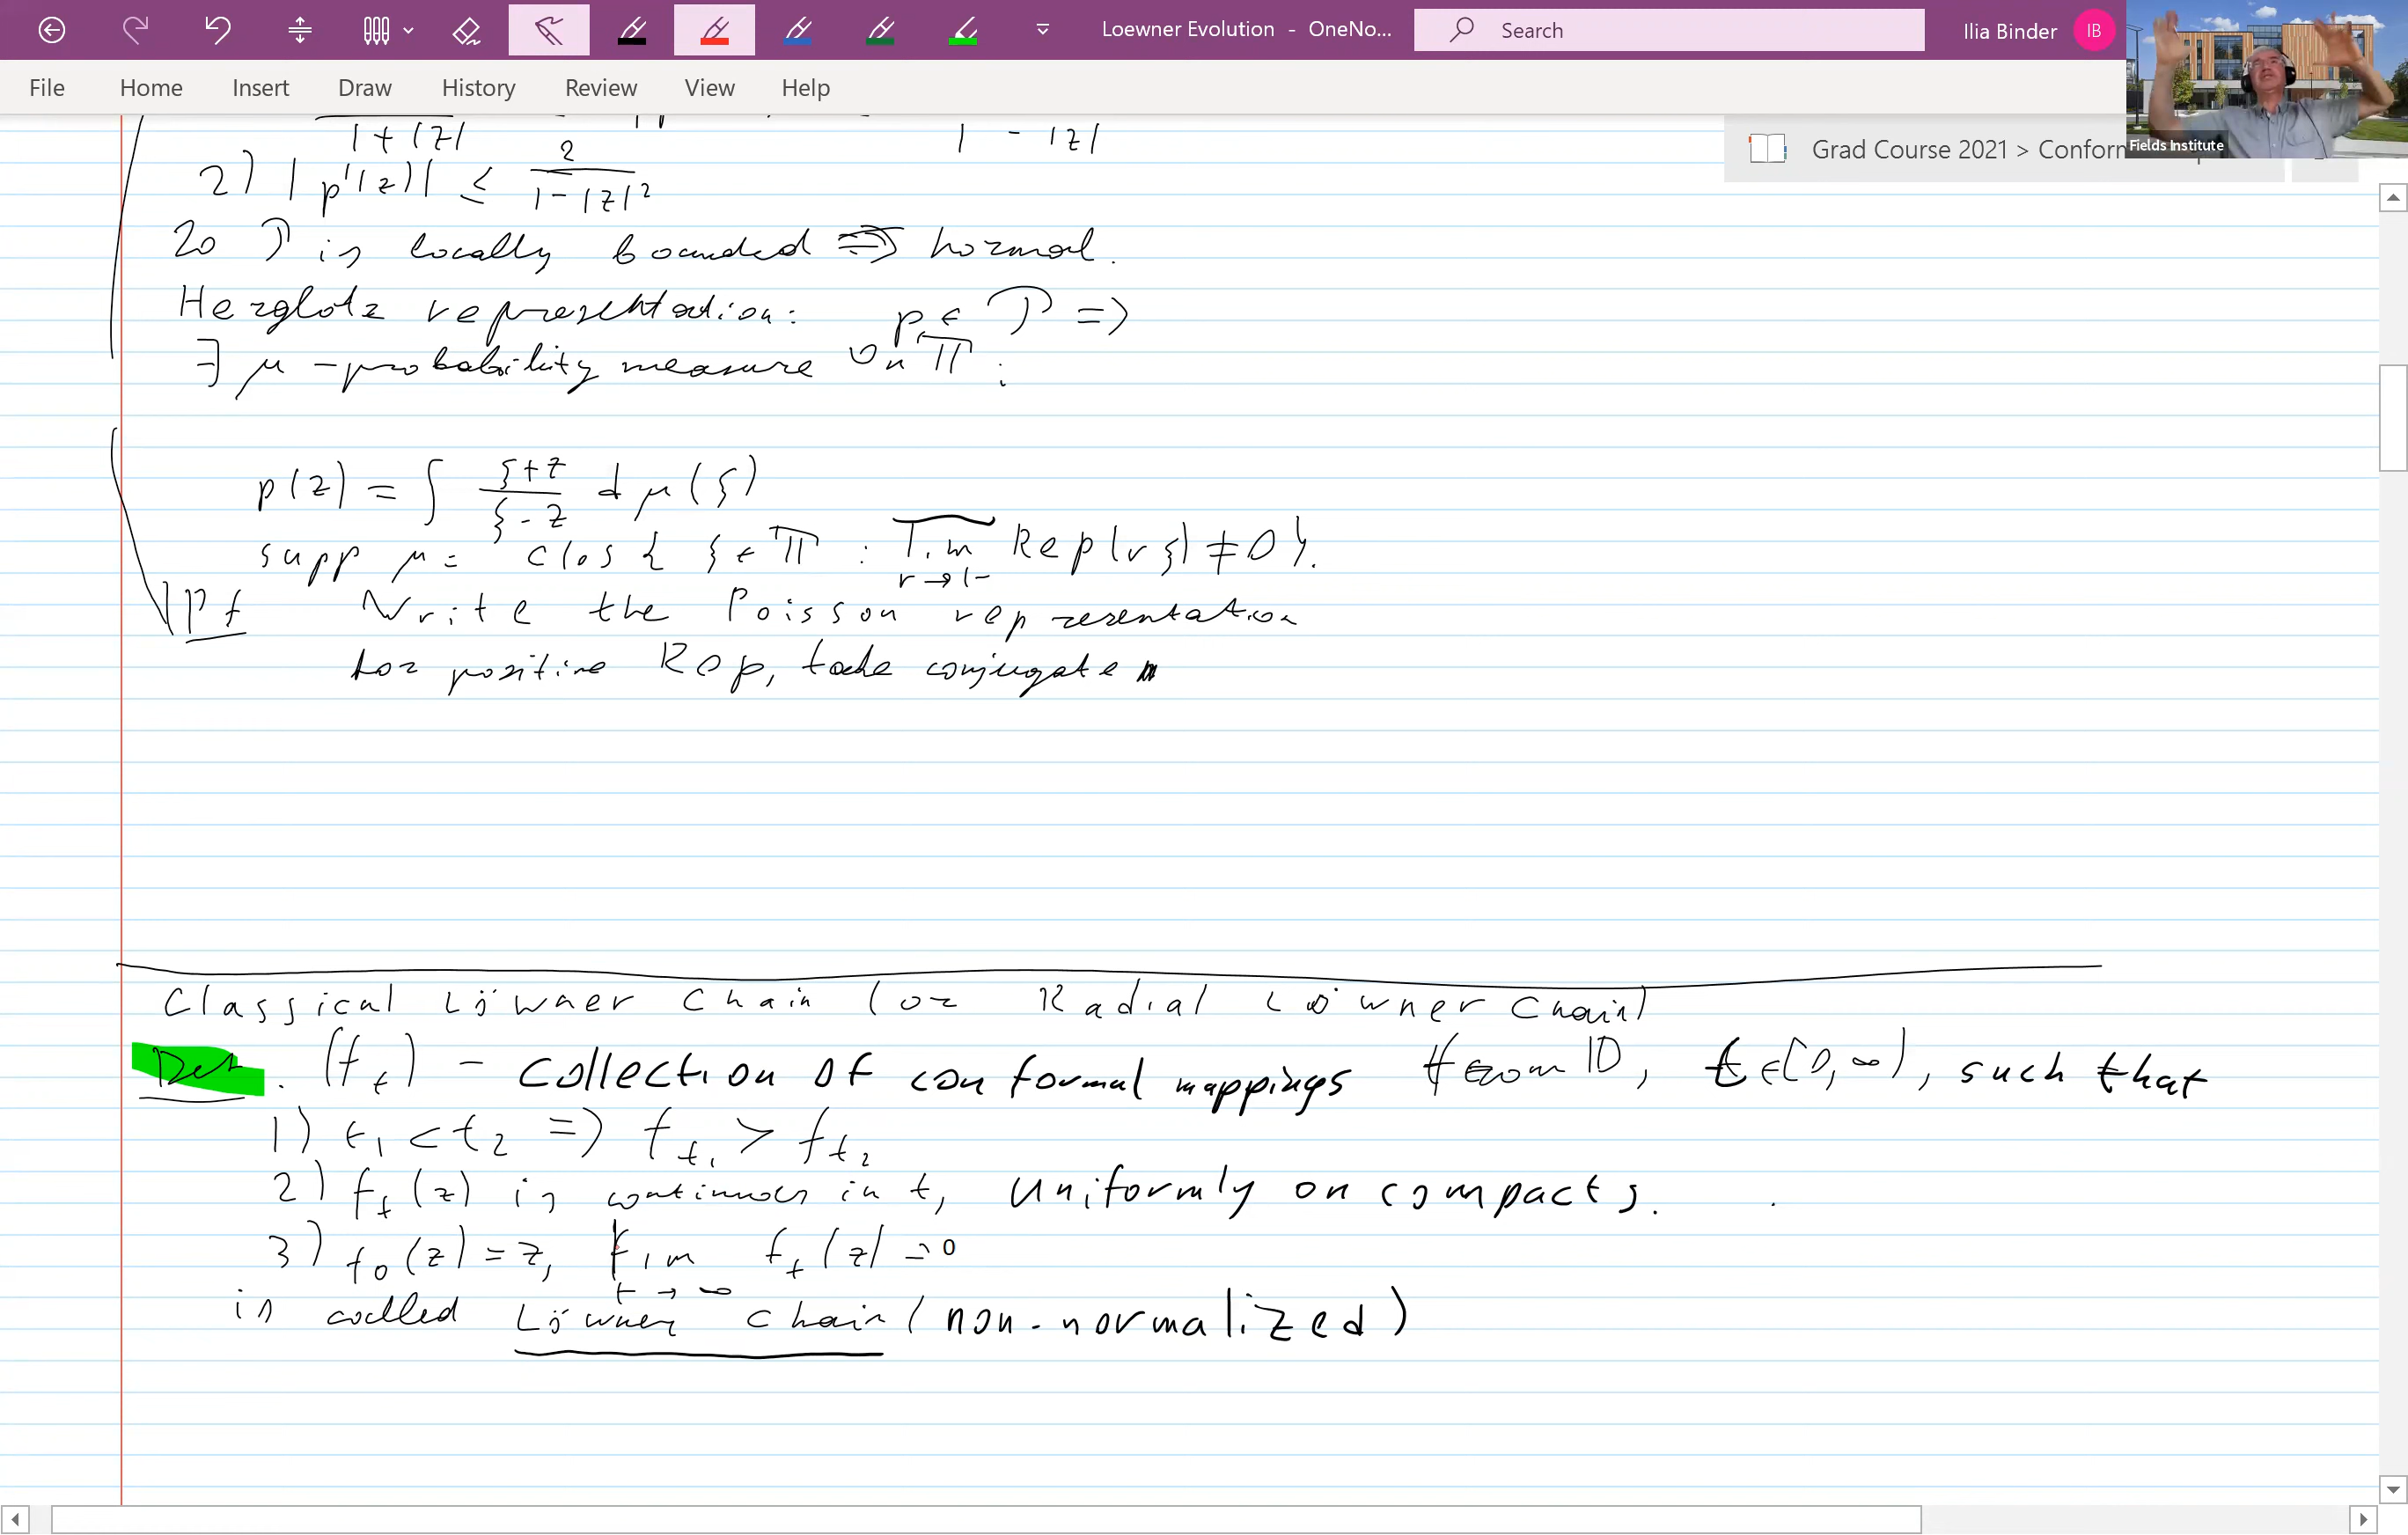 Loewner Evolution - OneNo...
Search
Ilia Binder
IB
File Home Insert Draw History Review View Help
Fields Institute
Grad Course 2021 > Conform
1 + |z|
1 - |z|
2) |p'(z)| ≤ 2 / (1 - |z|²)
So P is locally bounded => normal.
Herglotz representation: p ∈ P =>
∃ μ - probability measure on 𝕋:
p(z) = ∫ (ξ+z)/(ξ-z) dμ(ξ)
supp μ = clos{ ξ ∈ 𝕋 : lim_{r→1-} Re p(rξ) ≠ 0 }.
Pf Write the Poisson representation
for positive Re p, take conjugate
Classical Löwner Chain (or Radial Löwner Chain)
Def. (f_t) - collection of conformal mappings from 𝔻, t ∈ [0, ∞), such that
1) t₁ < t₂ => f_{t₁} > f_{t₂}
2) f_t(z) is continuous in t, uniformly on compacts.
3) f₀(z) = z, lim_{t→∞} f_t(z) = 0
is called Löwner chain (non-normalized)